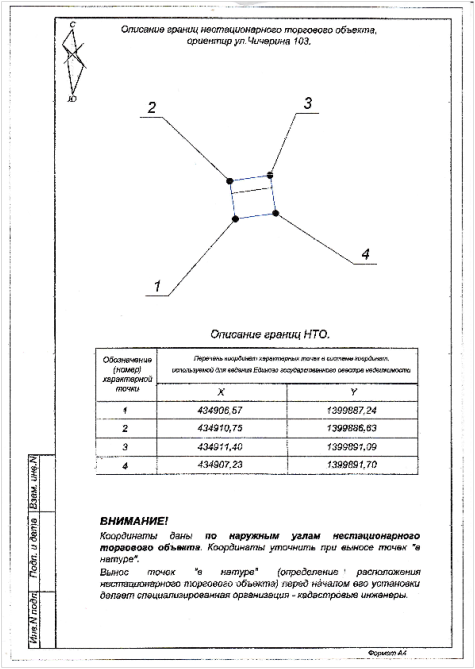 Описание границ нестационарного торгового объекта,
ориентир ул.Чичерина 103.
С
Ю
2
3
4
1
Описание границ НТО.
Обозначение
(номер)
характерной
точки
Перечень координат характерных точек в системе координат,
используемой для ведения Единого государственного реестра недвижимости
X
Y
1 434906,57 1399887,24
2 434910,75 1399886,63
3 434911,40 1399891,09
4 434907,23 1399891,70
ВНИМАНИЕ!
Координаты даны по наружным углам нестационарного
торгового объекта. Координаты уточнить при выносе точек "в
натуре".
Вынос точек "в натуре" (определение расположения
нестационарного торгового объекта) перед началом его установки
делает специализированная организация - кадастровые инженеры.
Взам. инв.N
Подп. и дата
Инв.N подл.
Формат А4